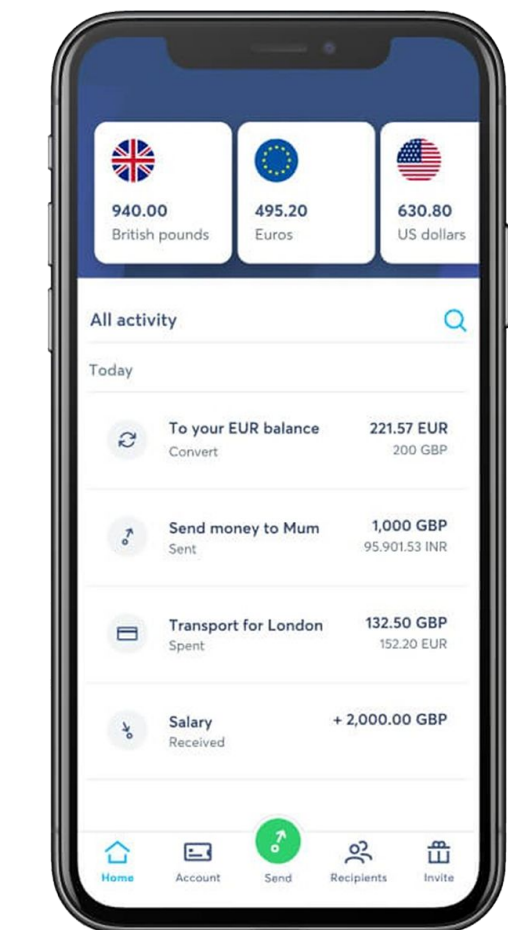 940.00
British pounds
495.20
Euros
630.80
US dollars
All activity
Today
To your EUR balance
221.57 EUR
Convert
200 GBP
Send money to Mum
1,000 GBP
Sent
95.901.53 INR
Transport for London
132.50 GBP
Spent
152.20 EUR
Salary
+ 2,000.00 GBP
Received
Home
Account
Send
Recipients
Invite